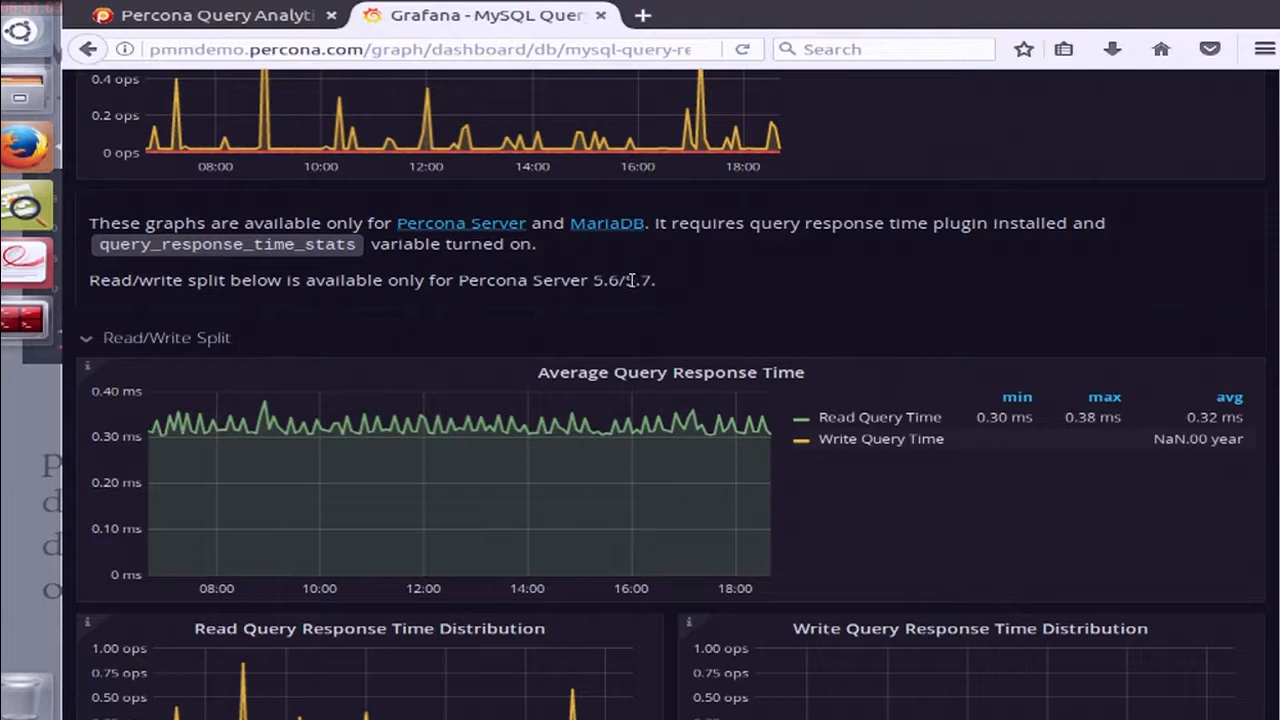 Percona Query Analyti
Grafana - MySQL Quer
pmmdemo.percona.com/graph/dashboard/db/mysql-query-re
Search
0.4 ops
0.2 ops
0 ops
08:00 10:00 12:00 14:00 16:00 18:00
These graphs are available only for Percona Server and MariaDB. It requires query response time plugin installed and
query_response_time_stats variable turned on.
Read/write split below is available only for Percona Server 5.6/5.7.
Read/Write Split
Average Query Response Time
0.40 ms
0.30 ms
0.20 ms
0.10 ms
0 ms
08:00 10:00 12:00 14:00 16:00 18:00
min max avg
Read Query Time 0.30 ms 0.38 ms 0.32 ms
Write Query Time NaN.00 year
Read Query Response Time Distribution
1.00 ops
0.75 ops
0.50 ops
Write Query Response Time Distribution
1.00 ops
0.75 ops
0.50 ops